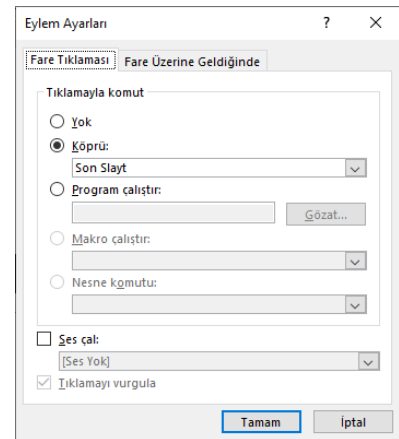 Eylem Ayarları ? ×
Fare Tıklaması Fare Üzerine Geldiğinde
Tıklamayla komut
Yok
Köprü:
Son Slayt
Program çalıştır:
Gözat...
Makro çalıştır:
Nesne komutu:
Ses çal:
[Ses Yok]
Tıklamayı vurgula
Tamam İptal